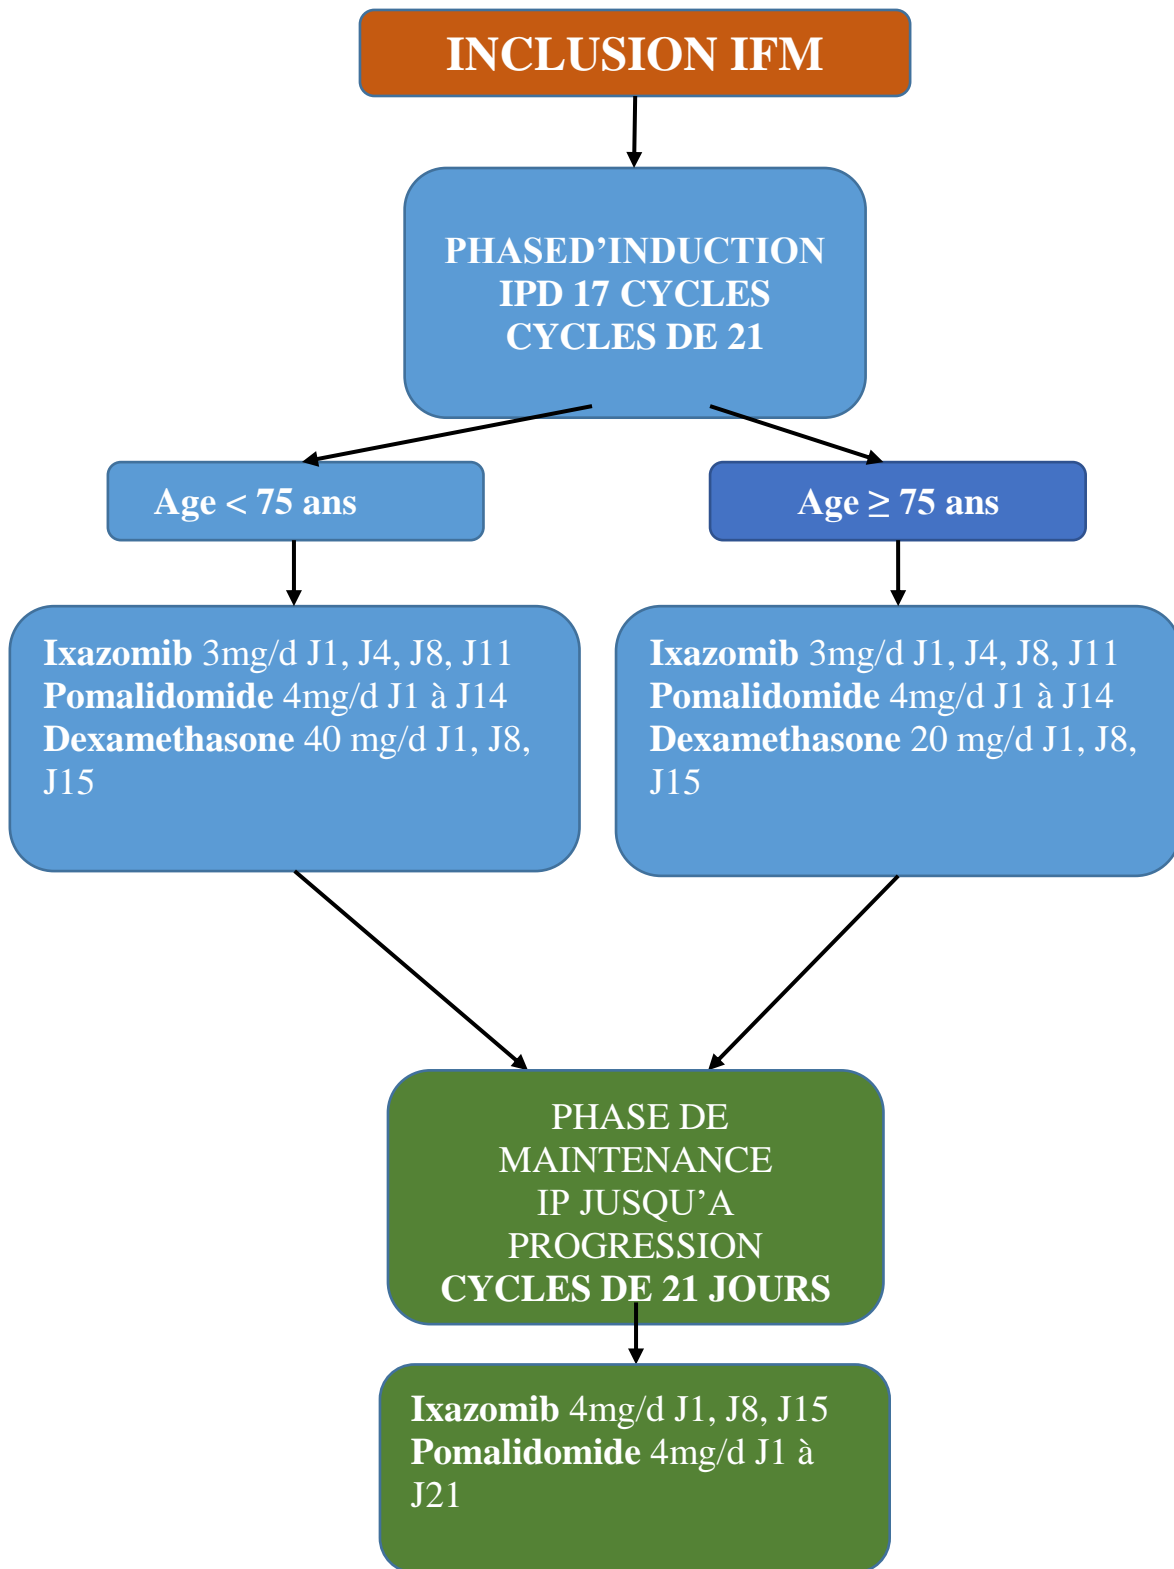 INCLUSION IFM
PHASED’INDUCTION
IPD 17 CYCLES
CYCLES DE 21
Age < 75 ans
Age ≥ 75 ans
Ixazomib 3mg/d J1, J4, J8, J11
Pomalidomide 4mg/d J1 à J14
Dexamethasone 40 mg/d J1, J8,
J15
Ixazomib 3mg/d J1, J4, J8, J11
Pomalidomide 4mg/d J1 à J14
Dexamethasone 20 mg/d J1, J8,
J15
PHASE DE
MAINTENANCE
IP JUSQU’A
PROGRESSION
CYCLES DE 21 JOURS
Ixazomib 4mg/d J1, J8, J15
Pomalidomide 4mg/d J1 à
J21